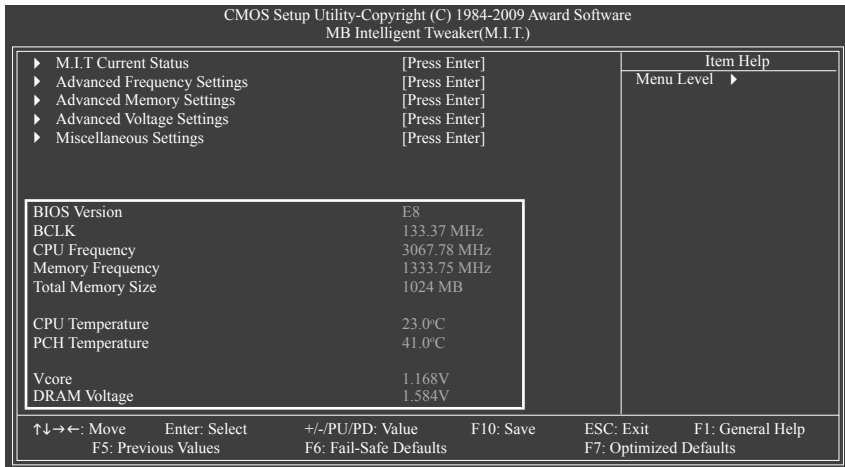 CMOS Setup Utility-Copyright (C) 1984-2009 Award Software
MB Intelligent Tweaker(M.I.T.)
▶ M.I.T Current Status [Press Enter]
▶ Advanced Frequency Settings [Press Enter]
▶ Advanced Memory Settings [Press Enter]
▶ Advanced Voltage Settings [Press Enter]
▶ Miscellaneous Settings [Press Enter]
Item Help
Menu Level ▶
BIOS Version E8
BCLK 133.37 MHz
CPU Frequency 3067.78 MHz
Memory Frequency 1333.75 MHz
Total Memory Size 1024 MB
CPU Temperature 23.0°C
PCH Temperature 41.0°C
Vcore 1.168V
DRAM Voltage 1.584V
↑↓→←: Move Enter: Select +/-/PU/PD: Value F10: Save ESC: Exit F1: General Help
F5: Previous Values F6: Fail-Safe Defaults F7: Optimized Defaults